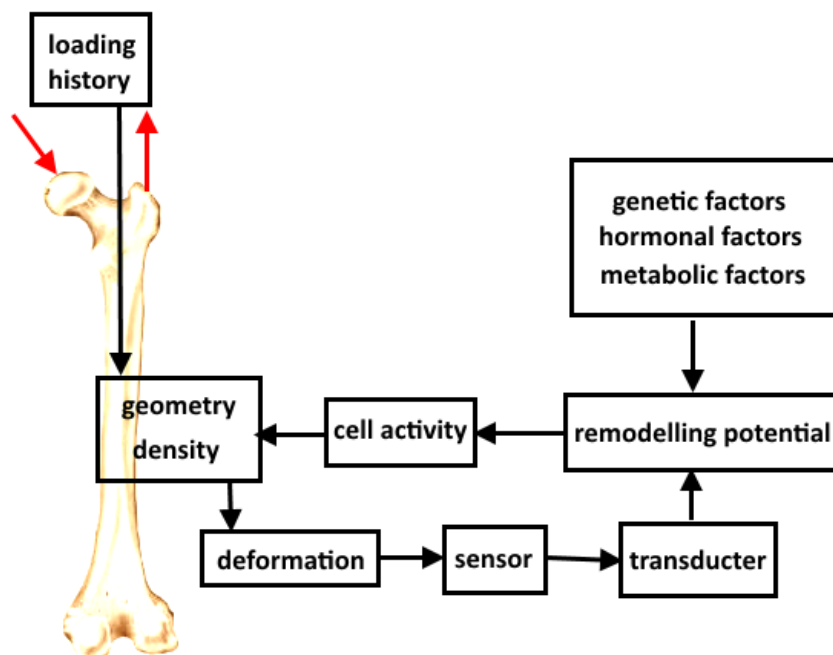 loading
history
genetic factors
hormonal factors
metabolic factors
geometry
density
cell activity
remodelling potential
deformation
sensor
transducter